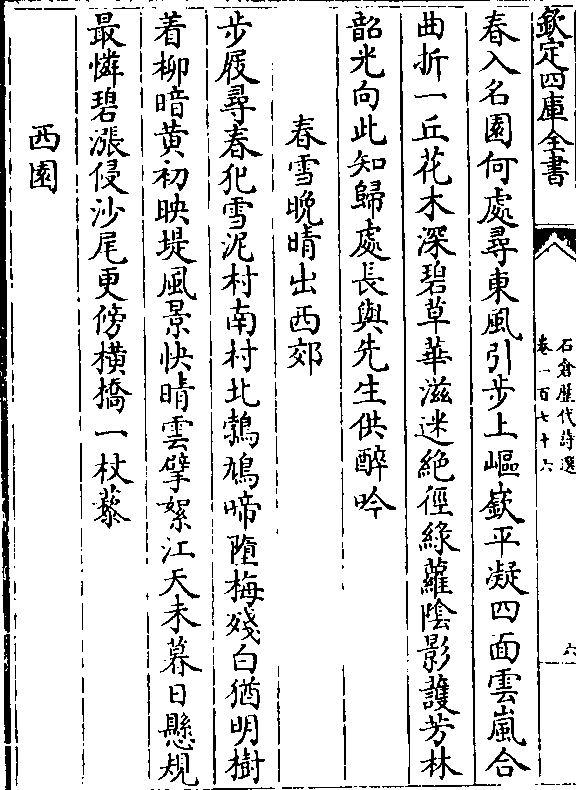 欽定四庫全書
石倉歷代詩選
卷一百七十六
六
春入名園何處尋東風引步上嶇嶔平凝四面雲嵐合
曲折一丘花木深碧草華滋迷絶徑綠蘿陰影護芳林
韶光向此知歸處長與先生供醉吟
春雪晚晴出西郊
步屐尋春犯雪泥村南村北鵓鳩啼墮梅殘白猶明樹
着柳暗黄初映堤風景快晴雲擘絮江天未暮日懸規
最憐碧漲侵沙尾更傍横橋一杖藜
西園